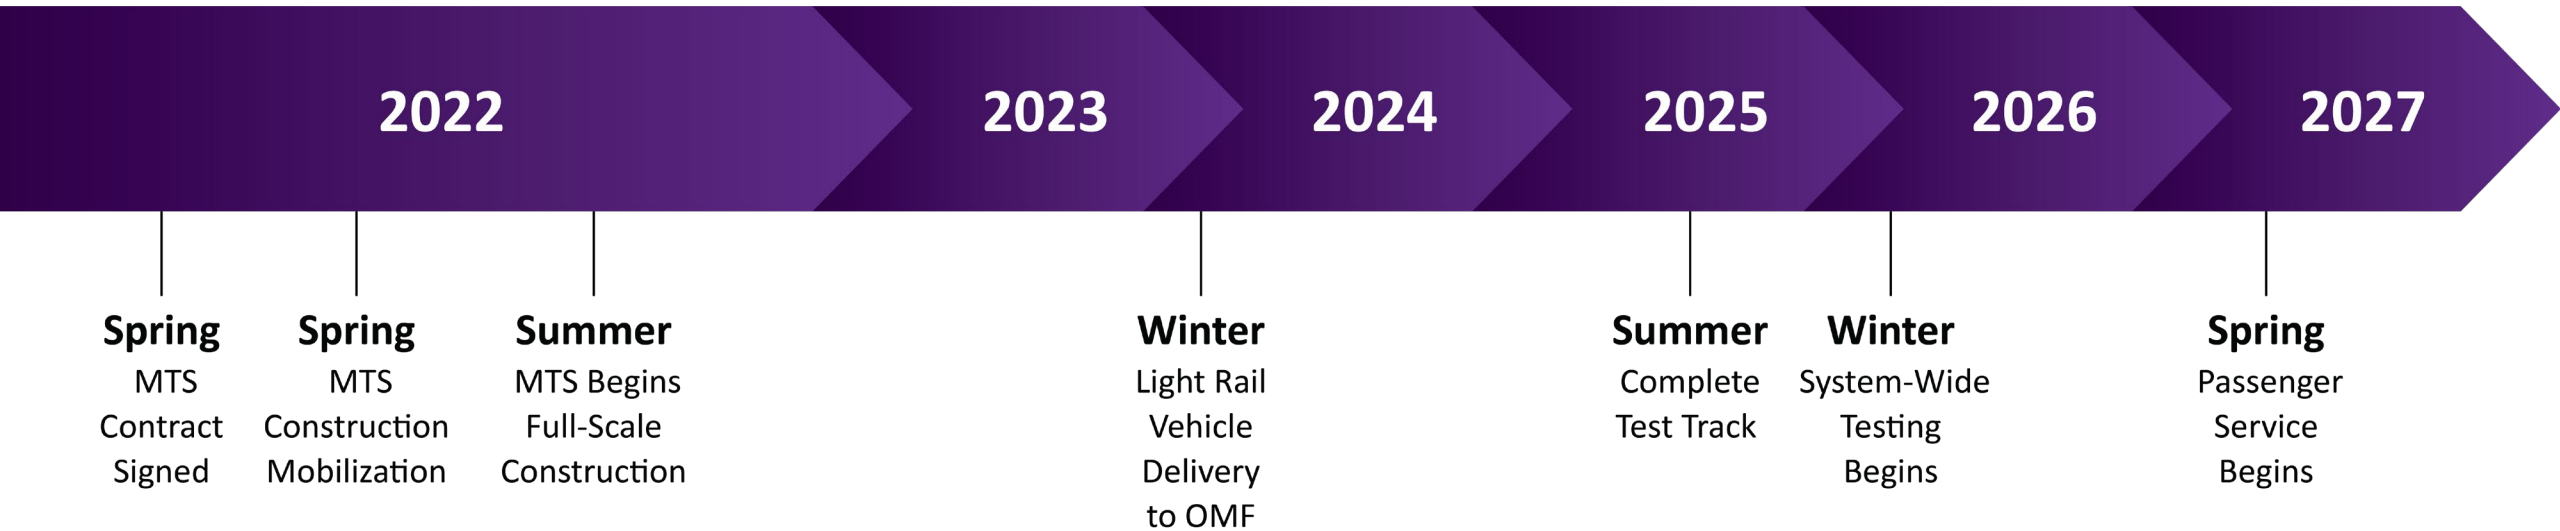 2022
2023
2024
2025
2026
2027
Spring
MTS
Contract
Signed
Spring
MTS
Construction
Mobilization
Summer
MTS Begins
Full-Scale
Construction
Winter
Light Rail
Vehicle
Delivery
to OMF
Summer
Complete
Test Track
Winter
System-Wide
Testing
Begins
Spring
Passenger
Service
Begins